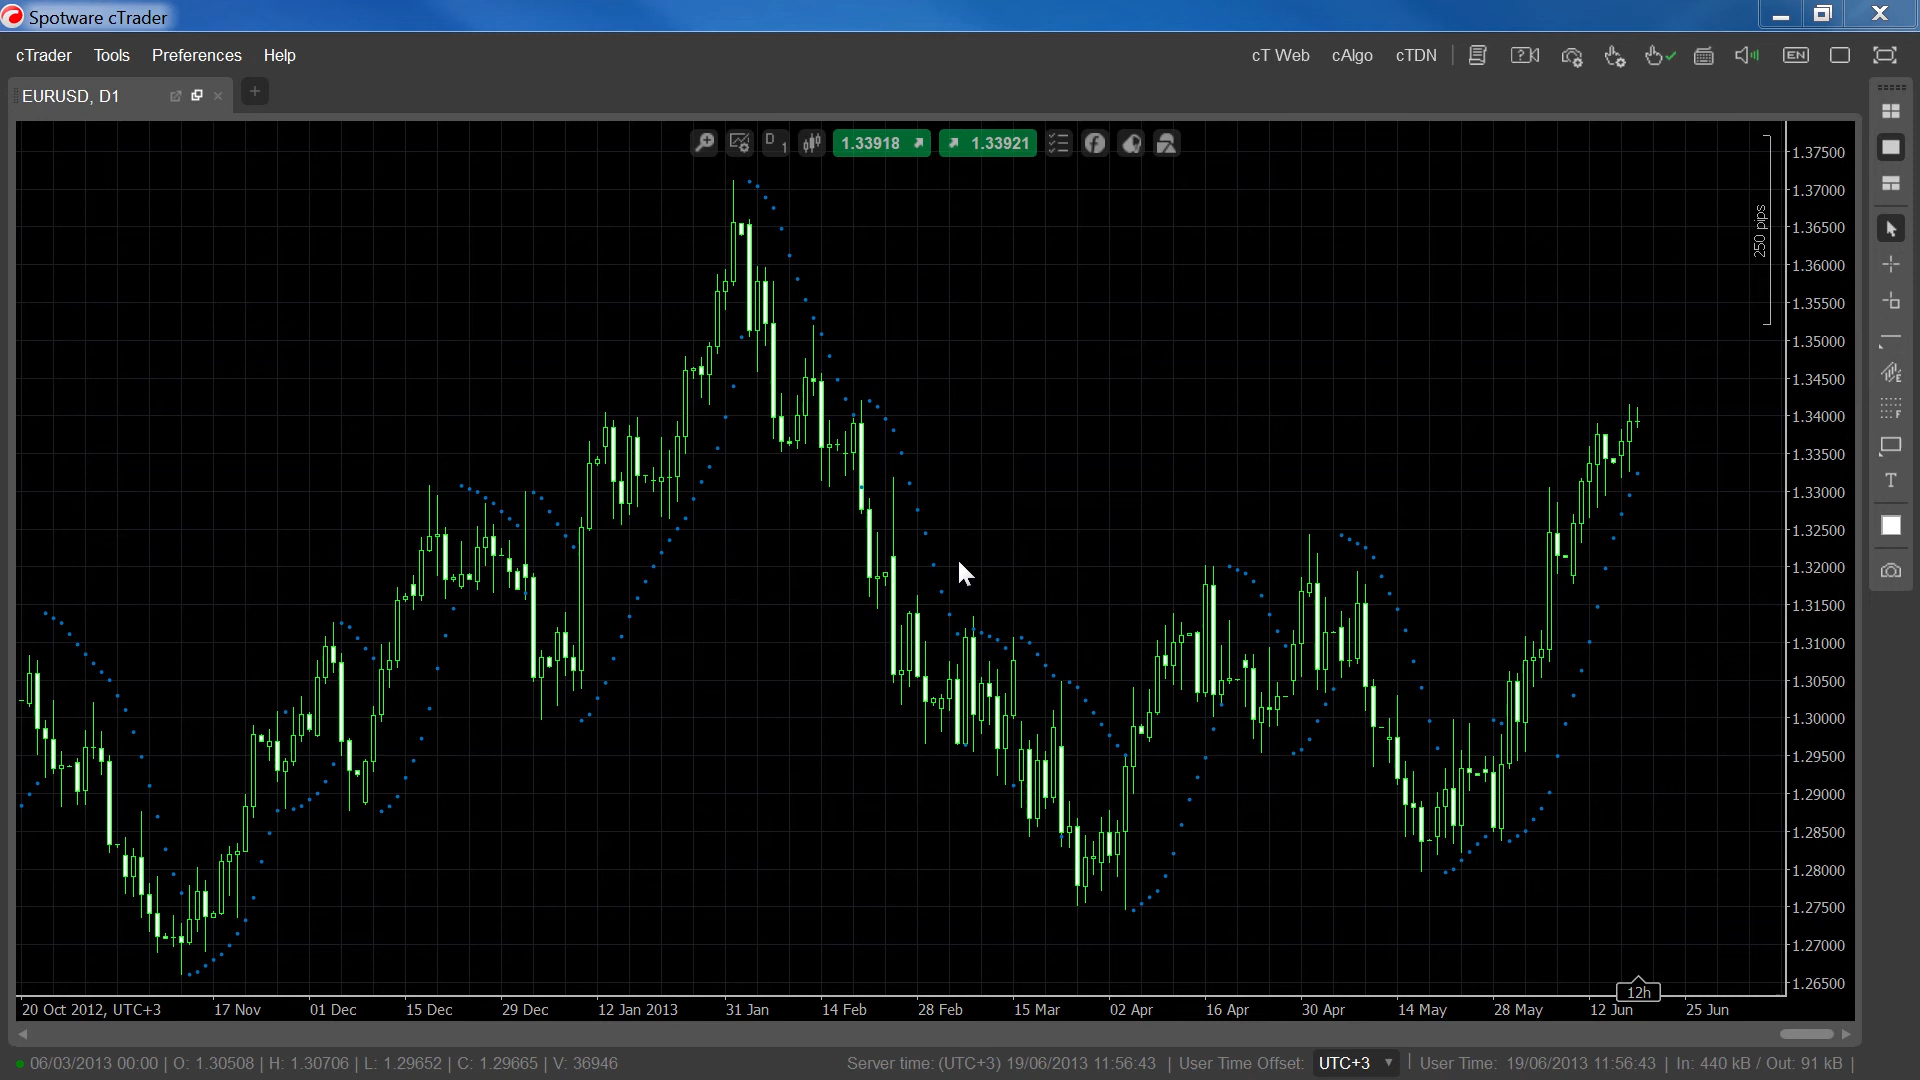 Spotware cTrader
cTrader Tools Preferences Help
cT Web cAlgo cTDN EN
EURUSD, D1
D 1 1.33918 1.33921
250 pips
1.37500
1.37000
1.36500
1.36000
1.35500
1.35000
1.34500
1.34000
1.33500
1.33000
1.32500
1.32000
1.31500
1.31000
1.30500
1.30000
1.29500
1.29000
1.28500
1.28000
1.27500
1.27000
1.26500
E
F
T
12h
20 Oct 2012, UTC+3 17 Nov 01 Dec 15 Dec 29 Dec 12 Jan 2013 31 Jan 14 Feb 28 Feb 15 Mar 02 Apr 16 Apr 30 Apr 14 May 28 May 12 Jun 25 Jun
06/03/2013 00:00 | O: 1.30508 | H: 1.30706 | L: 1.29652 | C: 1.29665 | V: 36946
Server time: (UTC+3) 19/06/2013 11:56:43 | User Time Offset: UTC+3 | User Time: 19/06/2013 11:56:43 | In: 440 kB / Out: 91 kB |